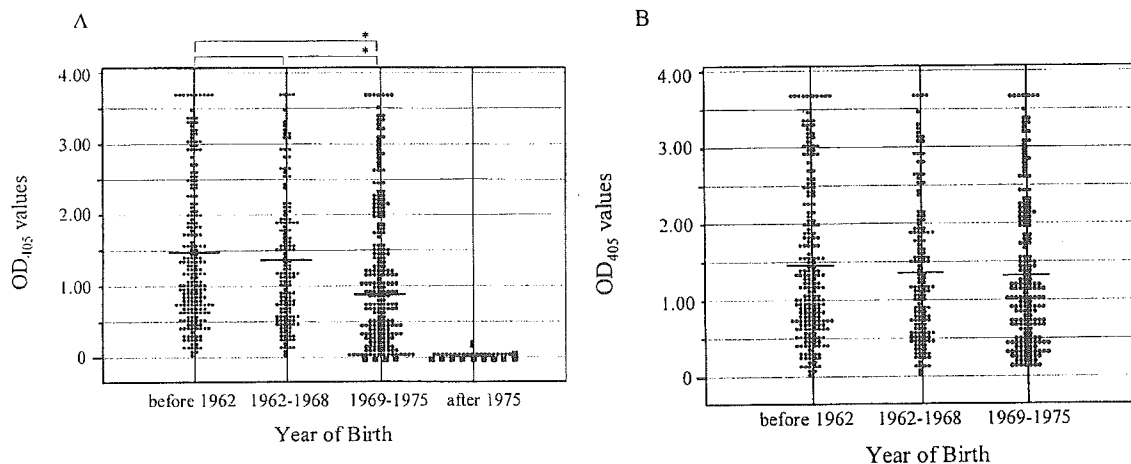 A
*
*
4.00
3.00
2.00
1.00
0
OD405 values
before 1962 1962-1968 1969-1975 after 1975
Year of Birth
B
4.00
3.00
2.00
1.00
0
OD405 values
before 1962 1962-1968 1969-1975
Year of Birth